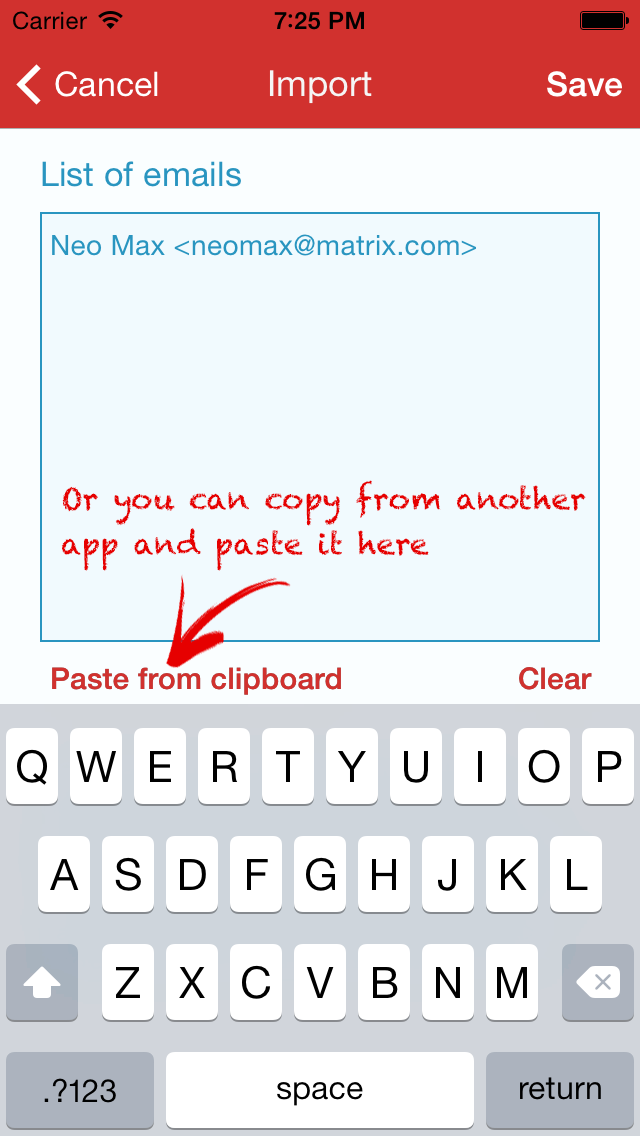 Carrier 7:25 PM
Cancel Import Save
List of emails
Neo Max <neomax@matrix.com>
Or you can copy from another
app and paste it here
Paste from clipboard Clear
Q W E R T Y U I O P
A S D F G H J K L
Z X C V B N M
.?123 space return